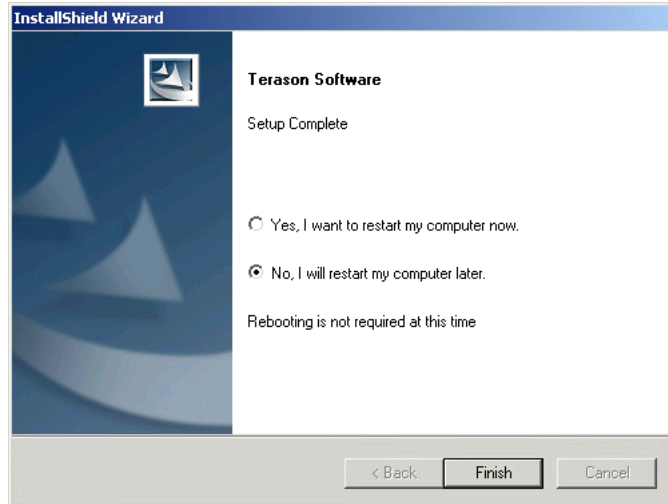 InstallShield Wizard
Terason Software
Setup Complete
Yes, I want to restart my computer now.
No, I will restart my computer later.
Rebooting is not required at this time
< Back
Finish
Cancel